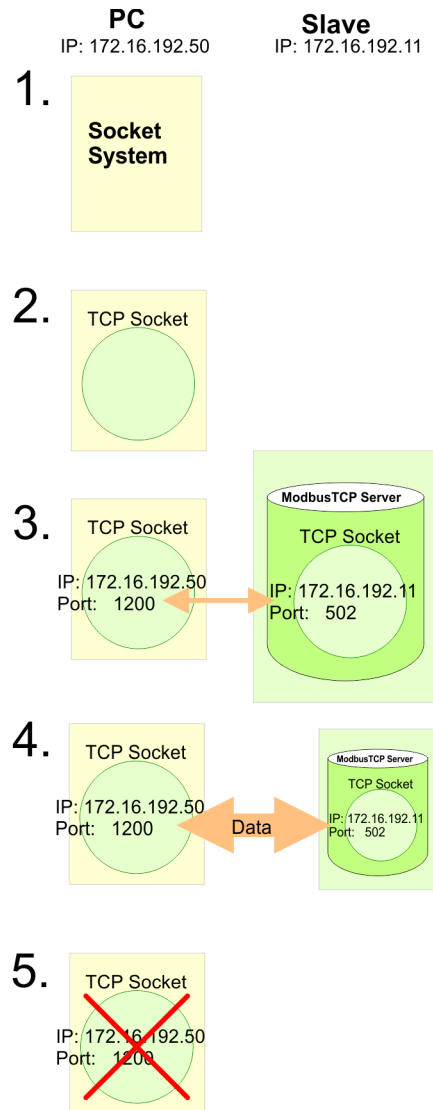 PC
IP: 172.16.192.50
Slave
IP: 172.16.192.11
1.
Socket
System
2.
TCP Socket
3.
TCP Socket
IP: 172.16.192.50
Port: 1200
ModbusTCP Server
TCP Socket
IP: 172.16.192.11
Port: 502
4.
TCP Socket
IP: 172.16.192.50
Port: 1200
Data
ModbusTCP Server
TCP Socket
IP: 172.16.192.11
Port: 502
5.
TCP Socket
IP: 172.16.192.50
Port: 1200